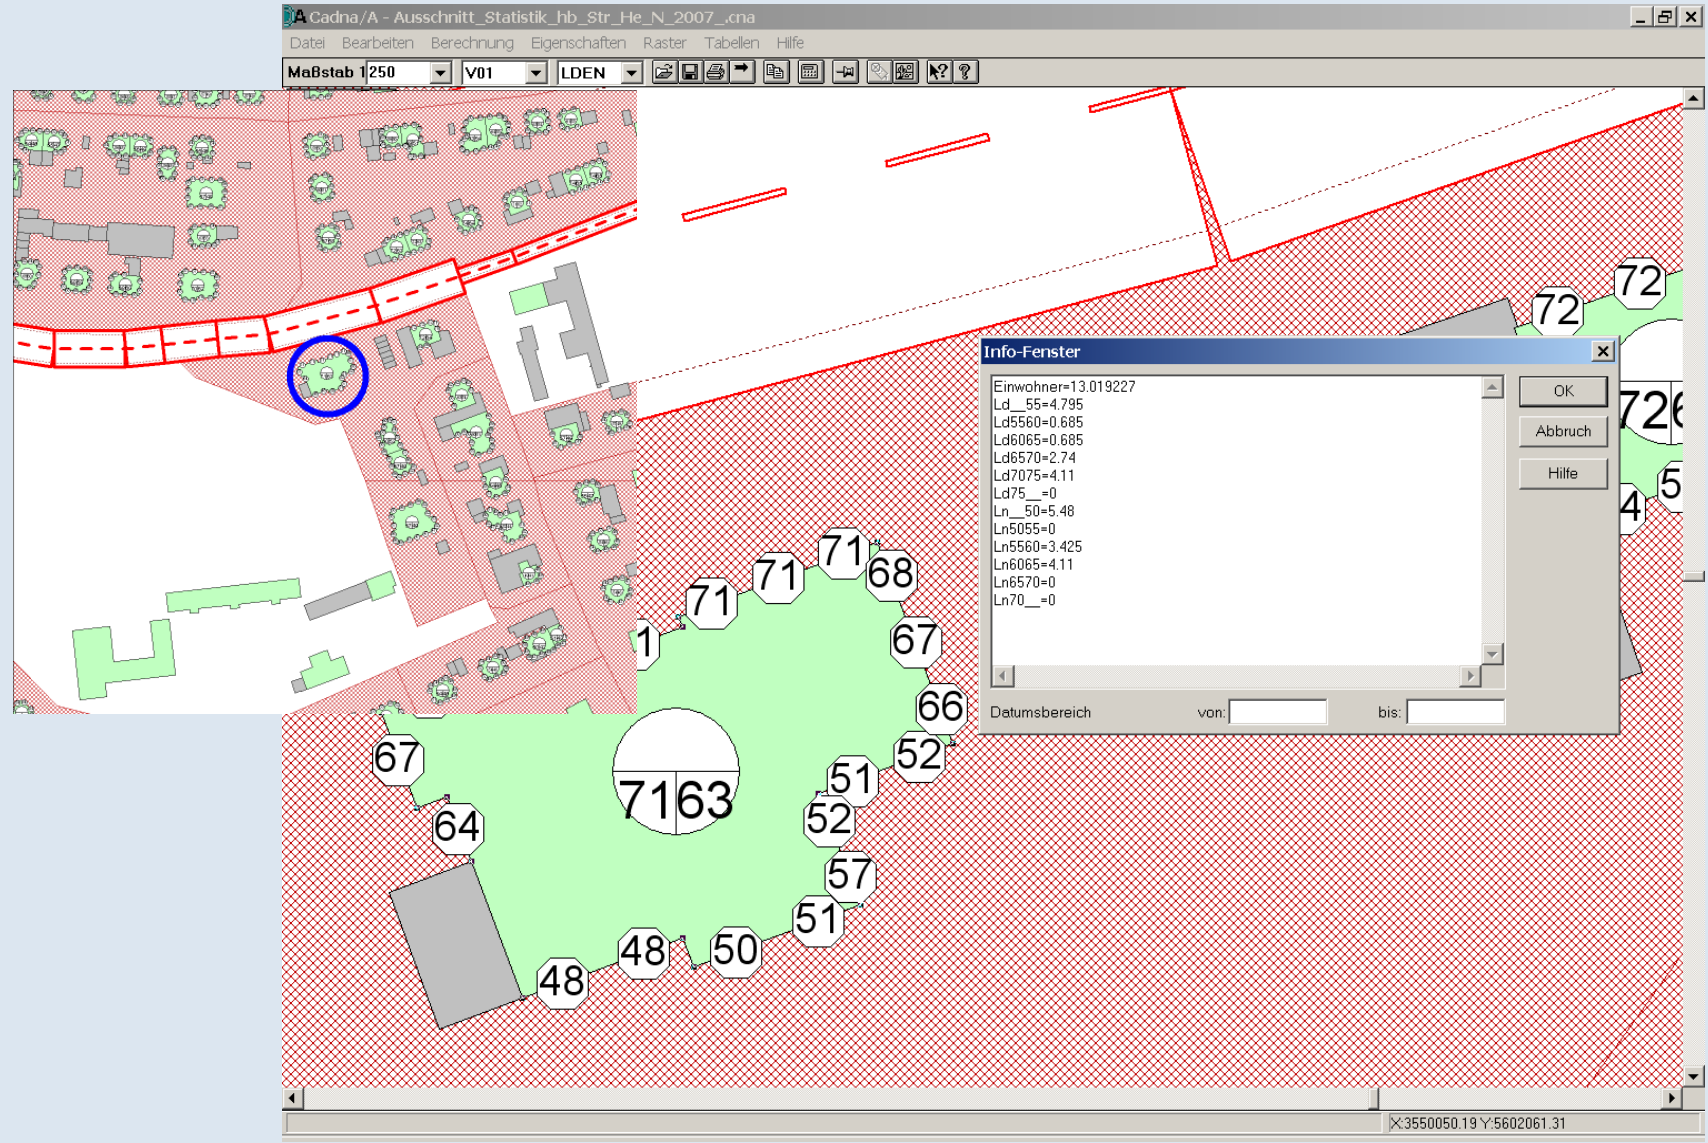 Cadna/A - Ausschnitt_Statistik_hb_Str_He_N_2007_.cna
Datei Bearbeiten Berechnung Eigenschaften Raster Tabellen Hilfe
Maßstab 1 250 V01 LDEN
72
72
Info-Fenster
Einwohner=13.019227
Ld__55=4.795
Ld5560=0.685
Ld6065=0.685
Ld6570=2.74
Ld7075=4.11
Ld75__=0
Ln__50=5.48
Ln5055=0
Ln5560=3.425
Ln6065=4.11
Ln6570=0
Ln70__=0
OK
Abbruch
Hilfe
Datumsbereich von: bis:
72
5
4
71
71
71
68
1
67
66
67
52
51
52
71 63
64
57
51
50
48
48
X:3550050.19 Y:5602061.31